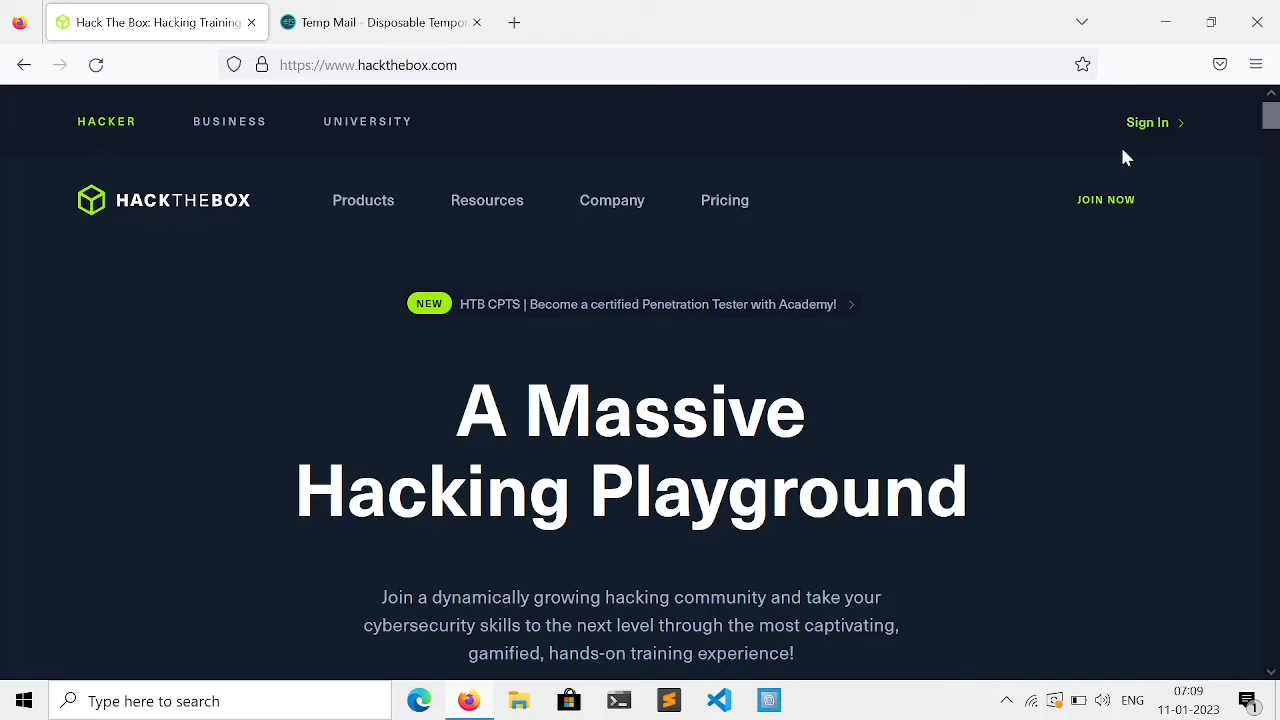 Hack The Box: Hacking Training
Temp Mail - Disposable Tempor
https://www.hackthebox.com
HACKER
BUSINESS
UNIVERSITY
Sign In
HACKTHEBOX
Products
Resources
Company
Pricing
JOIN NOW
NEW
HTB CPTS | Become a certified Penetration Tester with Academy!
A Massive
Hacking Playground
Join a dynamically growing hacking community and take your
cybersecurity skills to the next level through the most captivating,
gamified, hands-on training experience!
Type here to search
ENG
07:09
11-01-2023
1